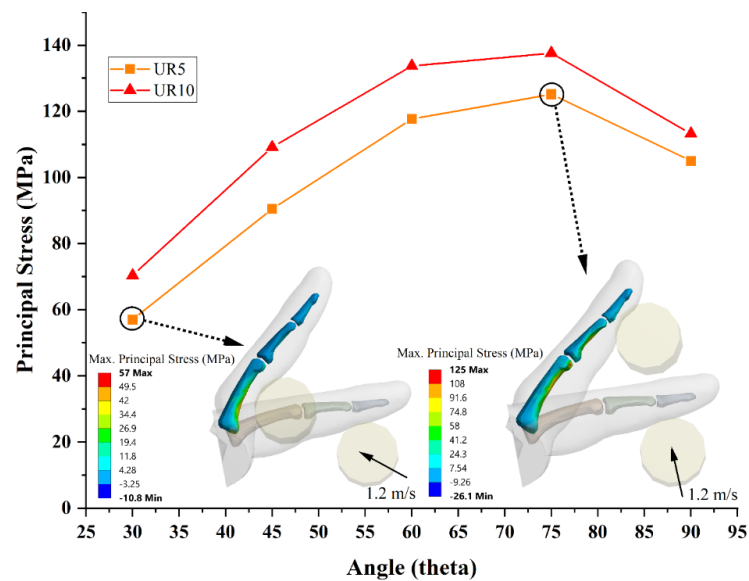 Principal Stress (MPa)
140
120
100
80
60
40
20
0
UR5
UR10
Max. Principal Stress (MPa)
57 Max
49.5
42
34.4
26.9
19.4
11.8
4.28
-3.25
-10.8 Min
1.2 m/s
Max. Principal Stress (MPa)
125 Max
108
91.6
74.8
58
41.2
24.3
7.54
-9.26
-26.1 Min
1.2 m/s
25 30 35 40 45 50 55 60 65 70 75 80 85 90 95
Angle (theta)